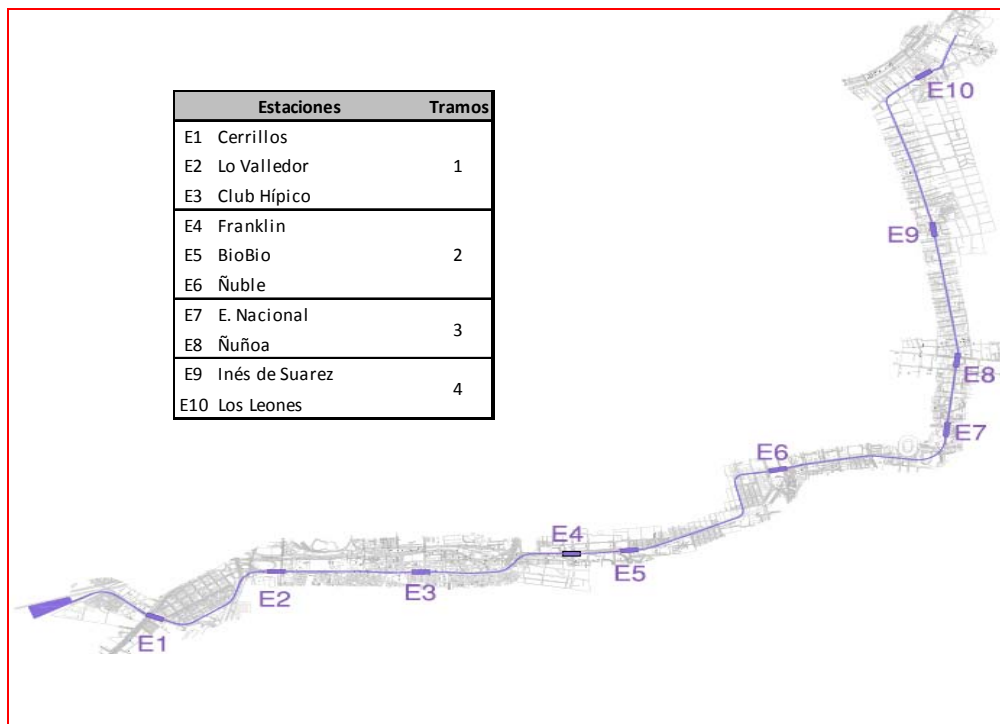 Estaciones Tramos
E1 Cerrillos
E2 Lo Valledor 1
E3 Club Hípico
E4 Franklin
E5 BioBio 2
E6 Ñuble
E7 E. Nacional
3
E8 Ñuñoa
E9 Inés de Suarez
4
E10 Los Leones
E10
E9
E8
E7
E6
E4
E5
E2
E3
E1